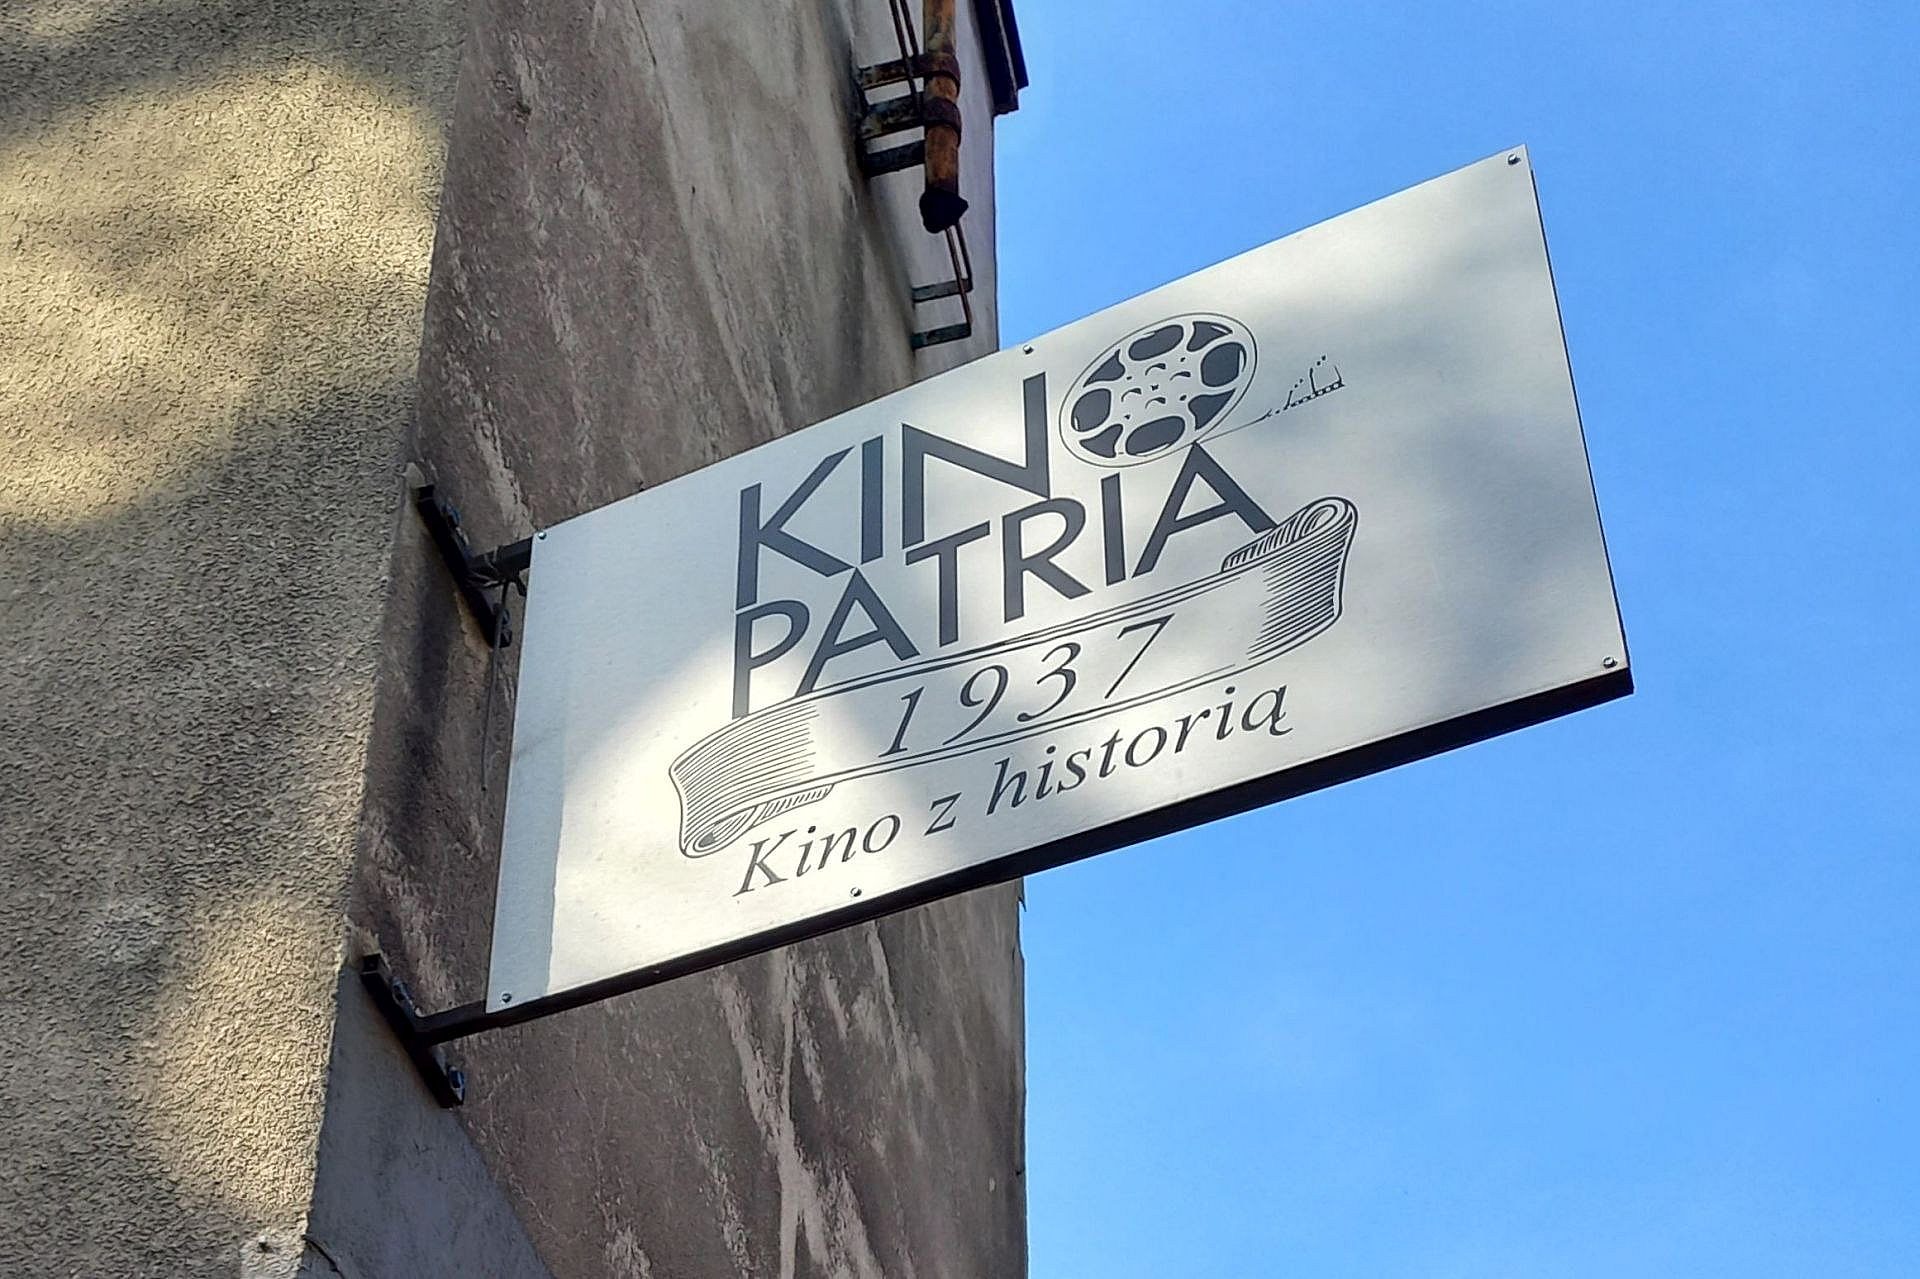 KINO
PATRIA
1937
Kino z historią